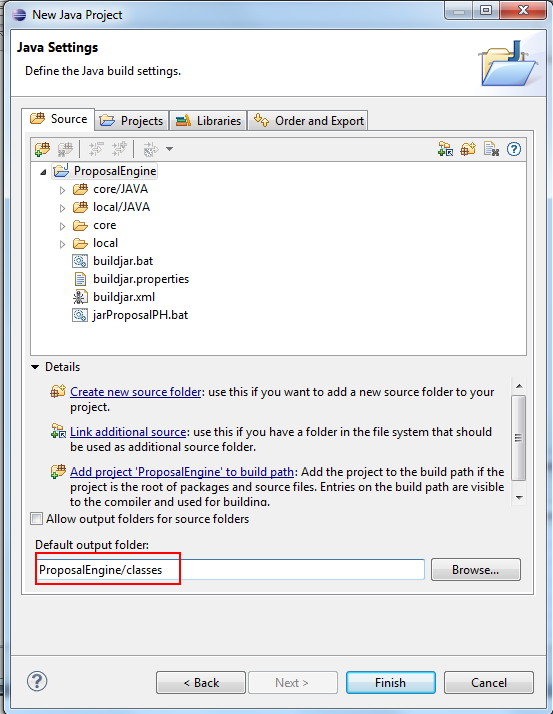 New Java Project
Java Settings
Define the Java build settings.
Source Projects Libraries Order and Export
ProposalEngine
core/JAVA
local/JAVA
core
local
buildjar.bat
buildjar.properties
buildjar.xml
jarProposalPH.bat
Details
Create new source folder: use this if you want to add a new source folder to your
project.
Link additional source: use this if you have a folder in the file system that should
be used as additional source folder.
Add project 'ProposalEngine' to build path: Add the project to the build path if the
project is the root of packages and source files. Entries on the build path are visible
to the compiler and used for building.
Allow output folders for source folders
Default output folder:
ProposalEngine/classes
Browse...
< Back Next > Finish Cancel